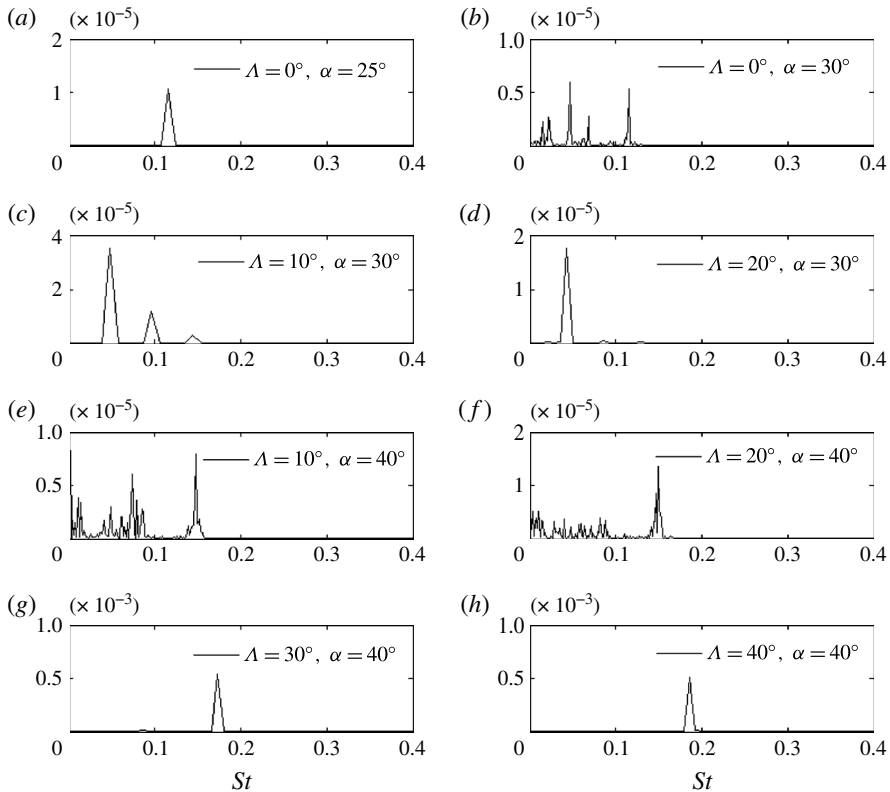 (a) (× 10⁻⁵)
2
1
0 0.1 0.2 0.3 0.4
Λ = 0°, α = 25°
(b) (× 10⁻⁵)
1.0
0.5
0 0.1 0.2 0.3 0.4
Λ = 0°, α = 30°
(c) (× 10⁻⁵)
4
2
0 0.1 0.2 0.3 0.4
Λ = 10°, α = 30°
(d) (× 10⁻⁵)
2
1
0 0.1 0.2 0.3 0.4
Λ = 20°, α = 30°
(e) (× 10⁻⁵)
1.0
0.5
0 0.1 0.2 0.3 0.4
Λ = 10°, α = 40°
(f) (× 10⁻⁵)
2
1
0 0.1 0.2 0.3 0.4
Λ = 20°, α = 40°
(g) (× 10⁻³)
1.0
0.5
0 0.1 0.2 0.3 0.4
Λ = 30°, α = 40°
St
(h) (× 10⁻³)
1.0
0.5
0 0.1 0.2 0.3 0.4
Λ = 40°, α = 40°
St